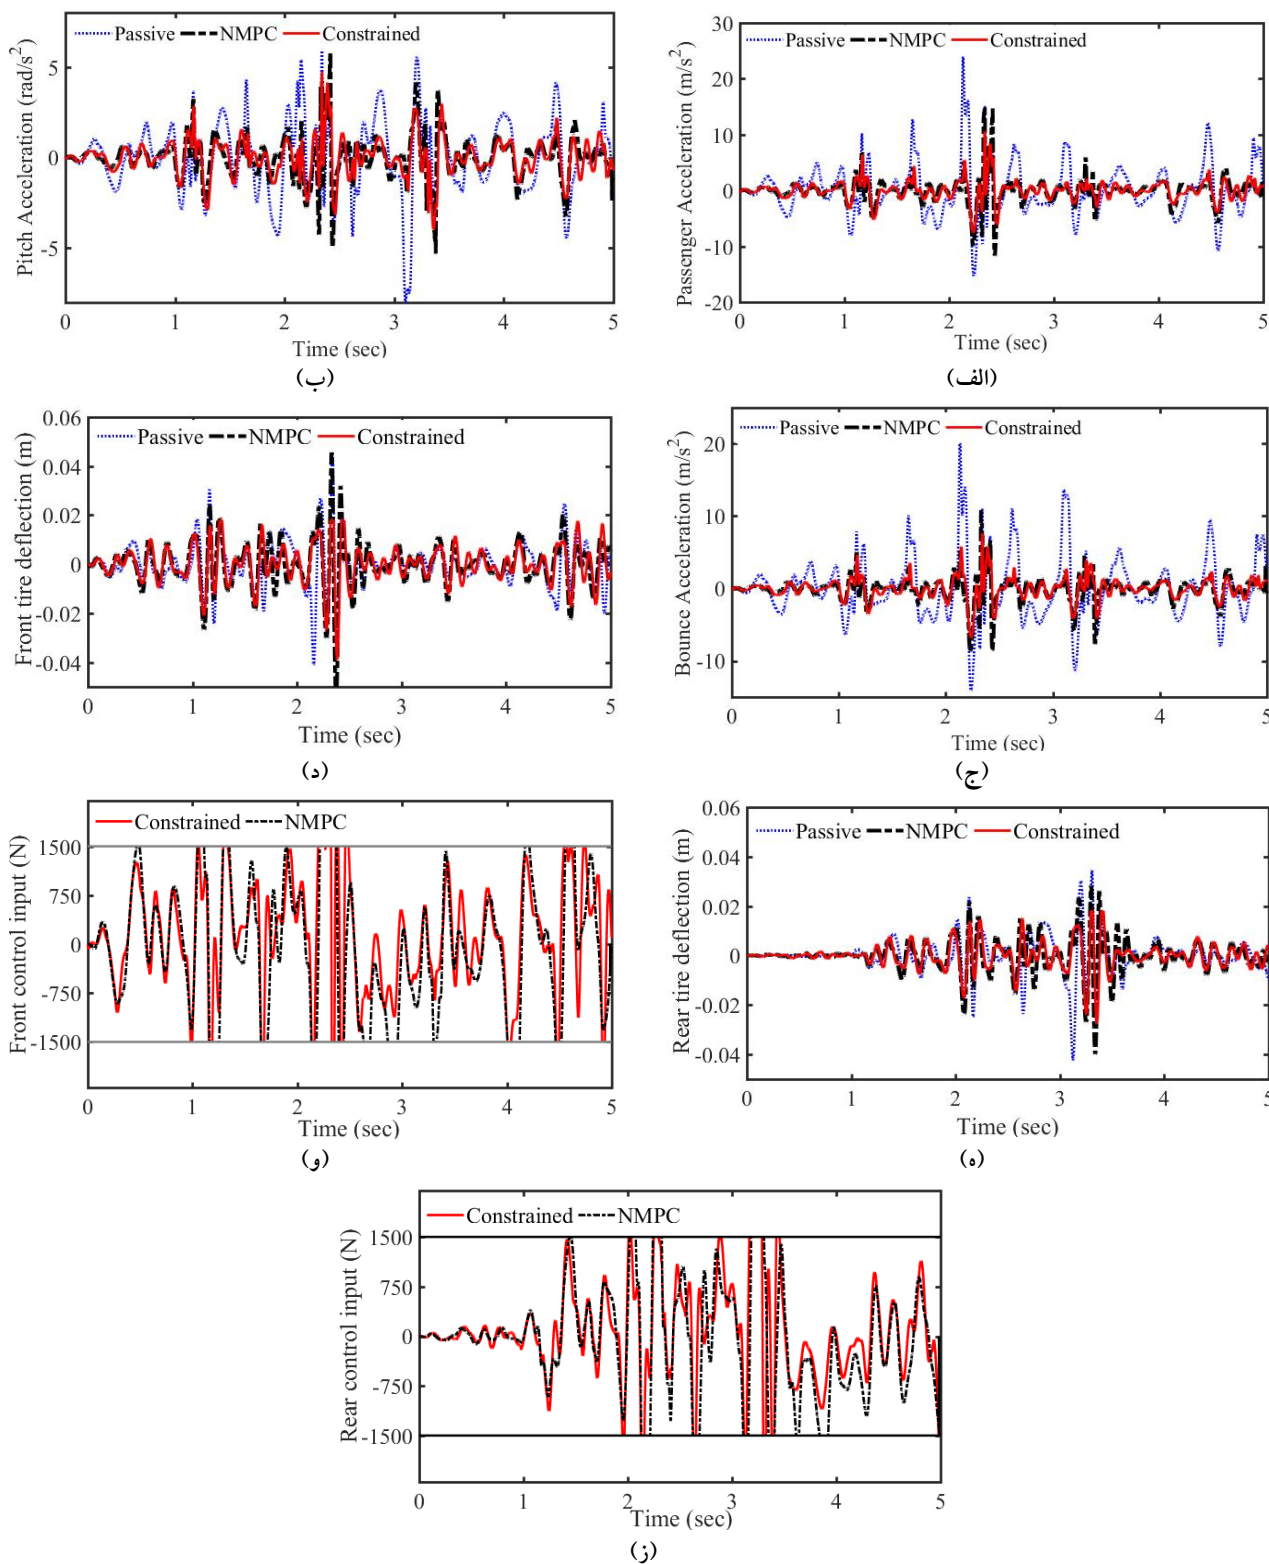 30
20
10
0
-10
-20
Passenger Acceleration (m/s²)
Passive NMPC Constrained
0 1 2 3 4 5
Time (sec)
(الف)
5
0
-5
Pitch Acceleration (rad/s²)
Passive NMPC Constrained
0 1 2 3 4 5
Time (sec)
(ب)
20
10
0
-10
Bounce Acceleration (m/s²)
Passive NMPC Constrained
0 1 2 3 4 5
Time (sec)
(ج)
0.06
0.04
0.02
0
-0.02
-0.04
Front tire deflection (m)
Passive NMPC Constrained
0 1 2 3 4 5
Time (sec)
(د)
0.06
0.04
0.02
0
-0.02
-0.04
Rear tire deflection (m)
Passive NMPC Constrained
0 1 2 3 4 5
Time (sec)
(ه)
1500
750
0
-750
-1500
Front control input (N)
Constrained NMPC
0 1 2 3 4 5
Time (sec)
(و)
1500
750
0
-750
-1500
Rear control input (N)
Constrained NMPC
0 1 2 3 4 5
Time (sec)
(ز)